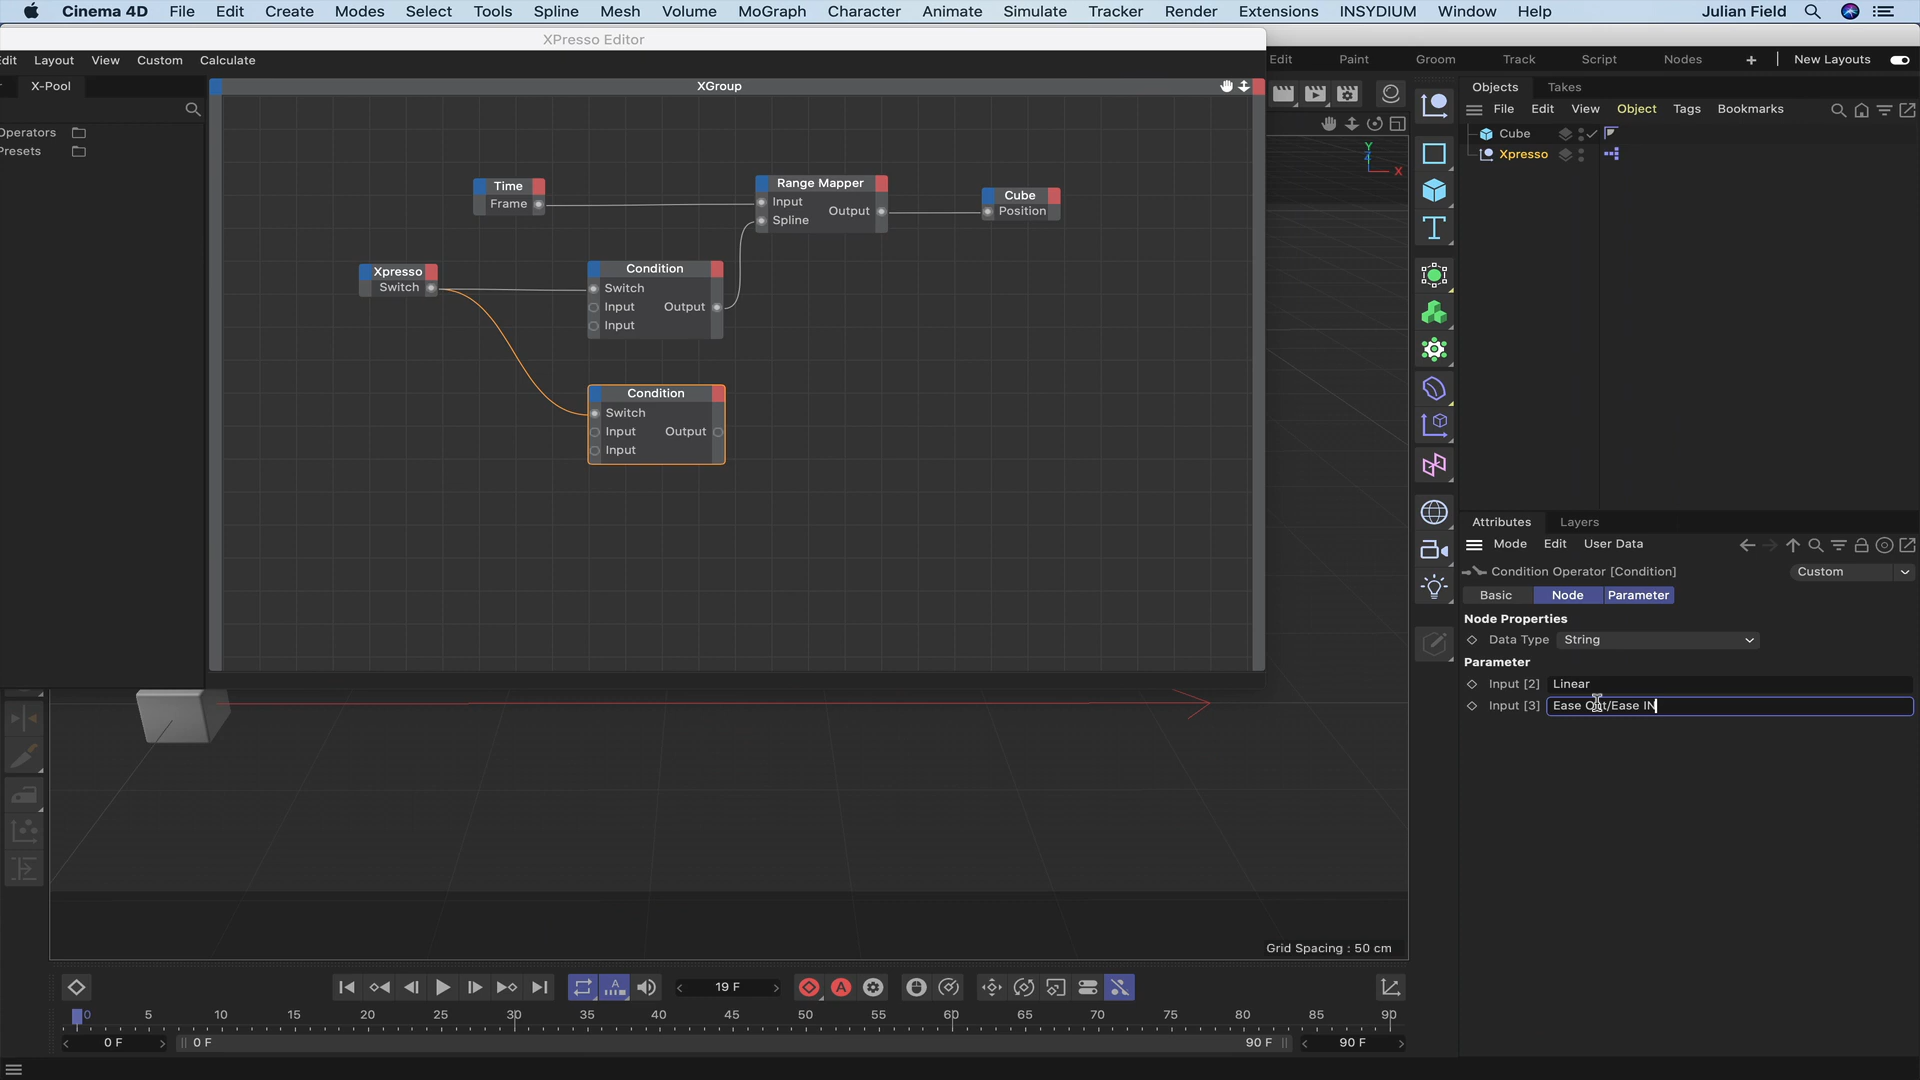 Cinema 4D File Edit Create Modes Select Tools Spline Mesh Volume MoGraph Character Animate Simulate Tracker Render Extensions INSYDIUM Window Help Julian Field
XPresso Editor
dit Layout View Custom Calculate
Edit Paint Groom Track Script Nodes New Layouts
X-Pool
XGroup
Objects Takes
File Edit View Object Tags Bookmarks
Operators
Presets
Cube
Xpresso
Y
Z
X
Time
Frame
Range Mapper
Input
Output
Spline
Cube
Position
Xpresso
Switch
Condition
Switch
Input Output
Input
Condition
Switch
Input Output
Input
Attributes Layers
Mode Edit User Data
Condition Operator [Condition] Custom
Basic Node Parameter
Node Properties
Data Type String
Parameter
Input [2] Linear
Input [3] Ease Out/Ease IN
Grid Spacing : 50 cm
A
19 F
A
0 5 10 15 20 25 30 35 40 45 50 55 60 65 70 75 80 85 90
0 F 0 F 90 F 90 F